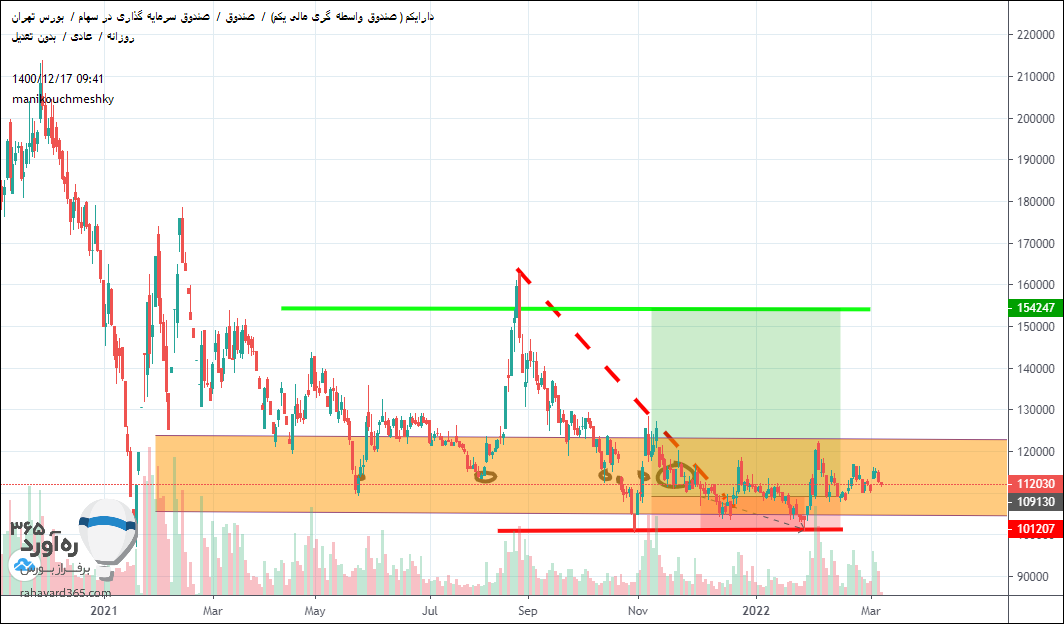 دارایکم (صندوق واسطه گری مالی یکم) / صندوق / صندوق سرمایه گذاری در سهام / بورس تهران
روزانه / عادی / بدون تعدیل
1400/12/17 09:41
manikouchmeshky
220000
210000
200000
190000
180000
170000
160000
154247
150000
140000
130000
120000
112030
109130
101207
90000
ره‌آورد ۳۶۵
برفراز بورس
rahavard365.com
2021
Mar
May
Jul
Sep
Nov
2022
Mar